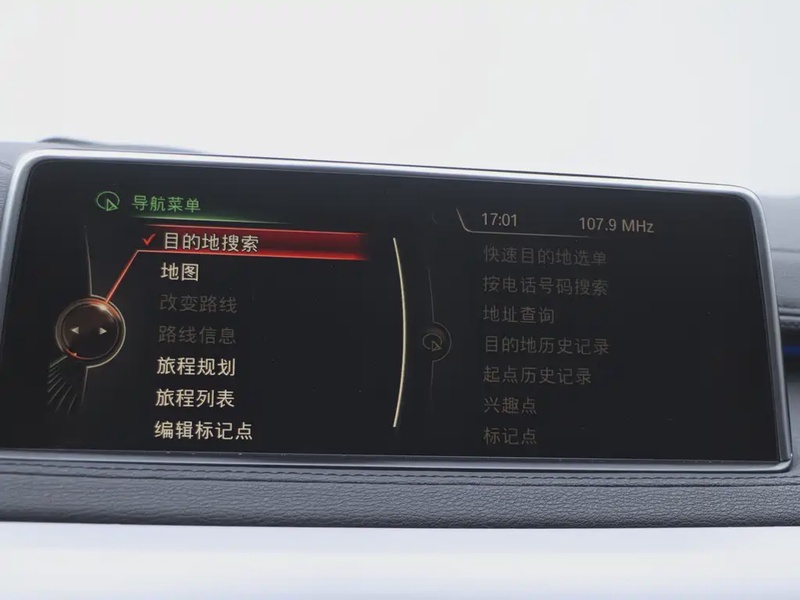 导航菜单
目的地搜索
地图
改变路线
路线信息
旅程规划
旅程列表
编辑标记点
17:01 107.9 MHz
快速目的地选单
按电话号码搜索
地址查询
目的地历史记录
起点历史记录
兴趣点
标记点